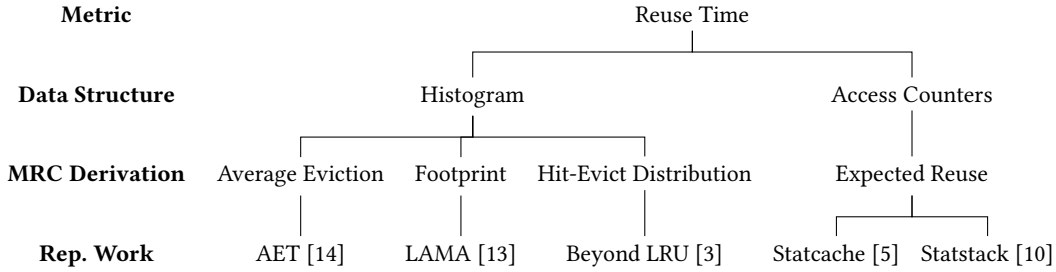 Metric Reuse Time
Data Structure Histogram Access Counters
MRC Derivation Average Eviction Footprint Hit-Evict Distribution Expected Reuse
Rep. Work AET [14] LAMA [13] Beyond LRU [3] Statcache [5] Statstack [10]